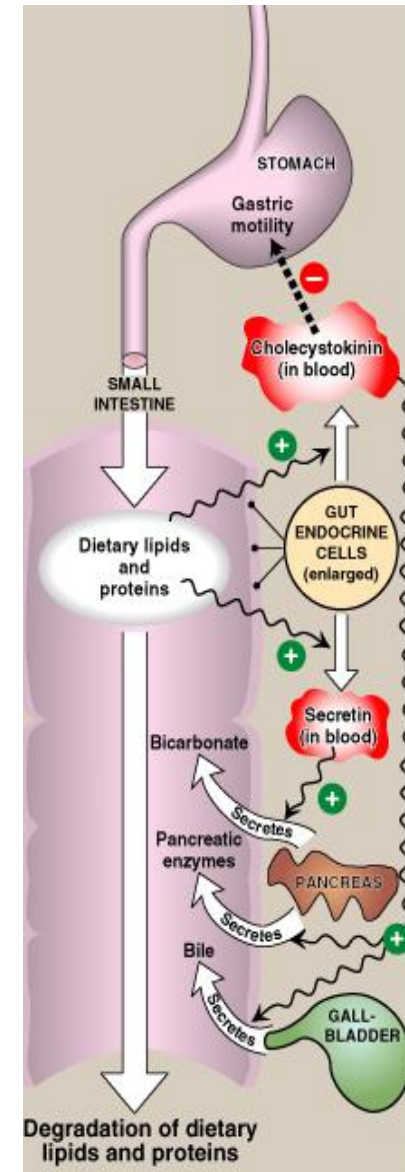 STOMACH
Gastric
motility
−
Cholecystokinin
(in blood)
SMALL
INTESTINE
+
GUT
ENDOCRINE
CELLS
(enlarged)
Dietary lipids
and
proteins
+
Secretin
(in blood)
Bicarbonate
+
Secretes
Pancreatic
enzymes
PANCREAS
Secretes
+
Bile
Secretes
GALL-
BLADDER
Degradation of dietary
lipids and proteins